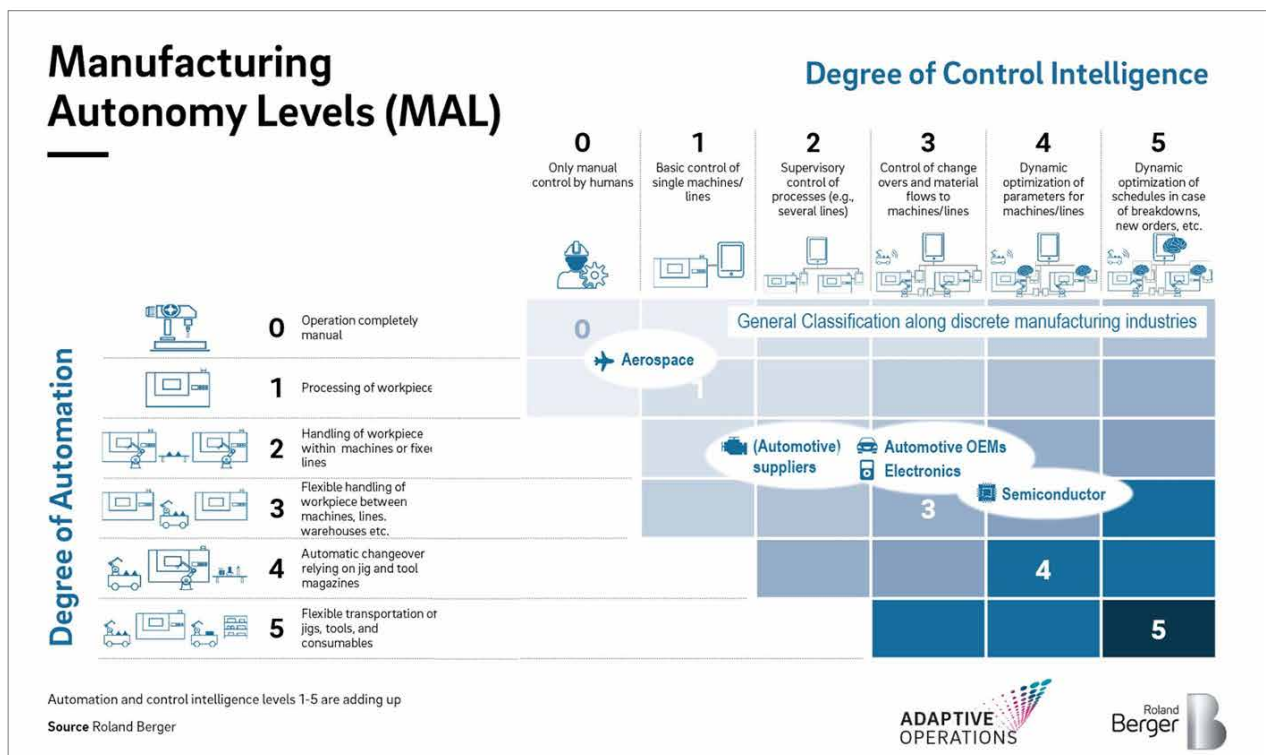 Manufacturing
Autonomy Levels (MAL)
Degree of Control Intelligence
0
Only manual
control by humans
1
Basic control of
single machines/
lines
2
Supervisory
control of
processes (e.g.,
several lines)
3
Control of change
overs and material
flows to
machines/lines
4
Dynamic
optimization of
parameters for
machines/lines
5
Dynamic
optimization of
schedules in case
of breakdowns,
new orders, etc.
Degree of Automation
0
Operation completely
manual
1
Processing of workpiece
2
Handling of workpiece
within machines or fixe
lines
3
Flexible handling of
workpiece between
machines, lines.
warehouses etc.
4
Automatic changeover
relying on jig and tool
magazines
5
Flexible transportation of
jigs, tools, and
consumables
0
General Classification along discrete manufacturing industries
Aerospace
1
(Automotive)
suppliers
Automotive OEMs
Electronics
Semiconductor
3
4
5
Automation and control intelligence levels 1-5 are adding up
Source Roland Berger
ADAPTIVE
OPERATIONS
Roland
Berger
B